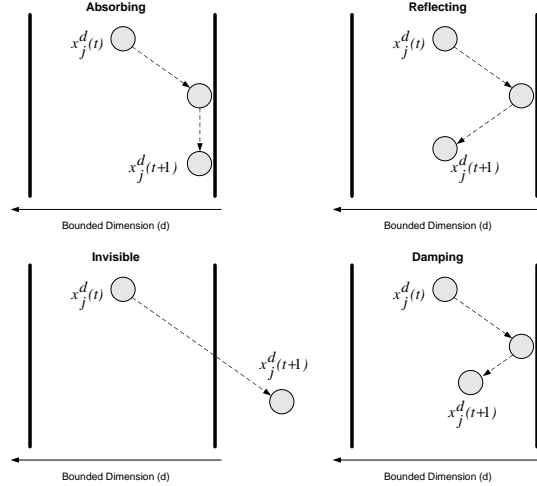 Absorbing
x_j^d(t)
x_j^d(t+1)
Bounded Dimension (d)
Reflecting
x_j^d(t)
x_j^d(t+1)
Bounded Dimension (d)
Invisible
x_j^d(t)
x_j^d(t+1)
Bounded Dimension (d)
Damping
x_j^d(t)
x_j^d(t+1)
Bounded Dimension (d)